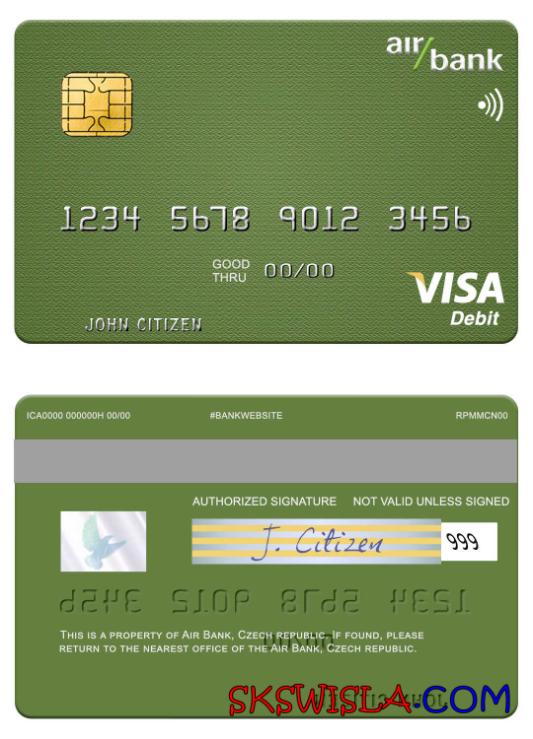 air bank
1234 5678 9012 3456
GOOD THRU 00/00
VISA
Debit
JOHN CITIZEN
ICA0000 000000H 00/00 #BANKWEBSITE RPMMCN00
AUTHORIZED SIGNATURE NOT VALID UNLESS SIGNED
J. Citizen 999
THIS IS A PROPERTY OF AIR BANK, CZECH REPUBLIC. IF FOUND, PLEASE
RETURN TO THE NEAREST OFFICE OF THE AIR BANK, CZECH REPUBLIC.
SKSWISLA.COM